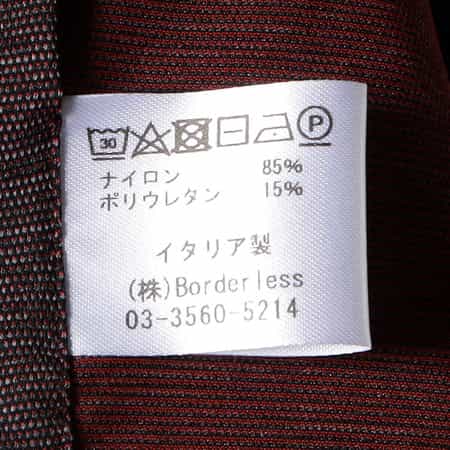 30 P
ナイロン 85%
ポリウレタン 15%
イタリア製
(株)Borderless
03-3560-5214